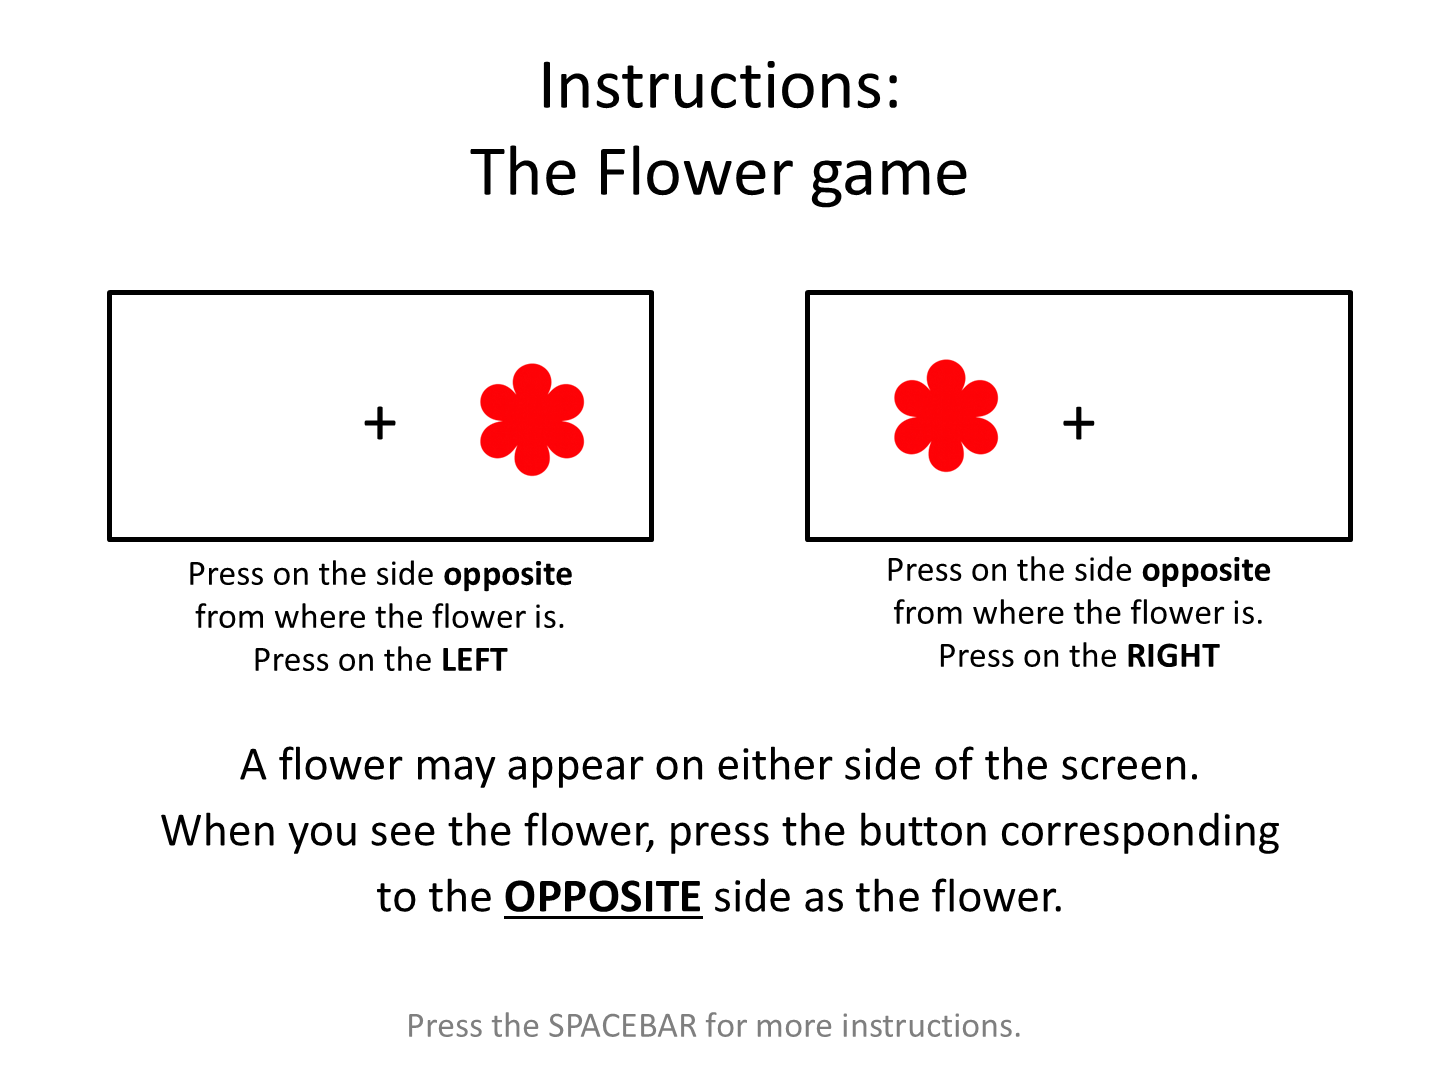 Instructions:
The Flower game
+
+
Press on the side opposite
from where the flower is.
Press on the LEFT
Press on the side opposite
from where the flower is.
Press on the RIGHT
A flower may appear on either side of the screen.
When you see the flower, press the button corresponding
to the OPPOSITE side as the flower.
Press the SPACEBAR for more instructions.